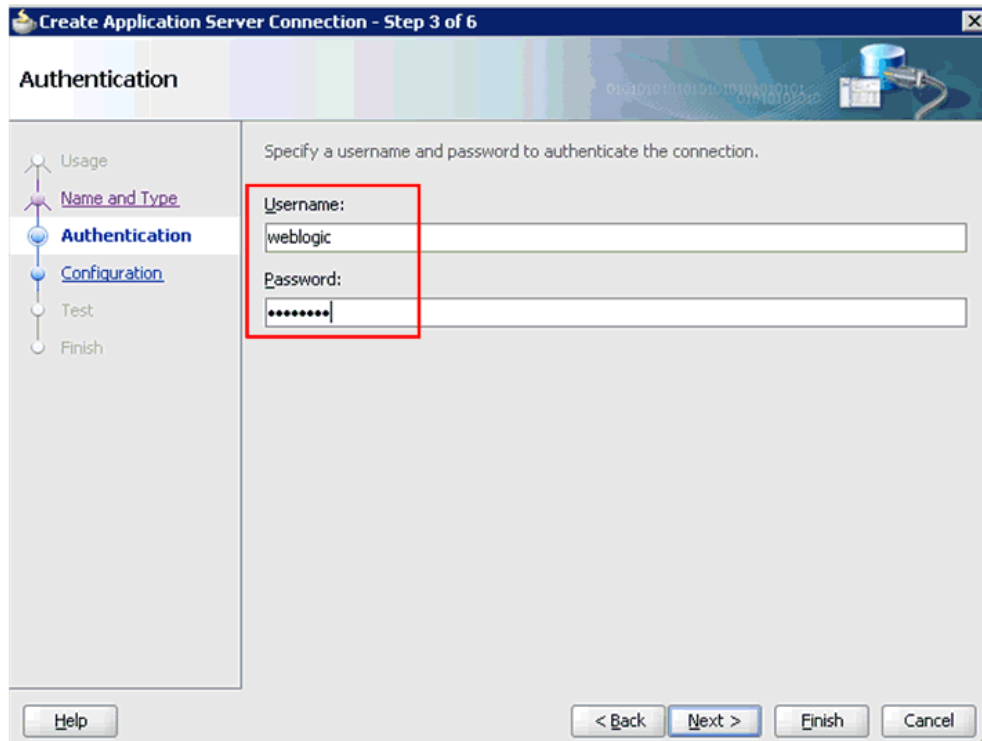 Create Application Server Connection - Step 3 of 6
Authentication
Usage
Name and Type
Authentication
Configuration
Test
Finish
Specify a username and password to authenticate the connection.
Username:
weblogic
Password:
••••••••
Help
< Back
Next >
Finish
Cancel